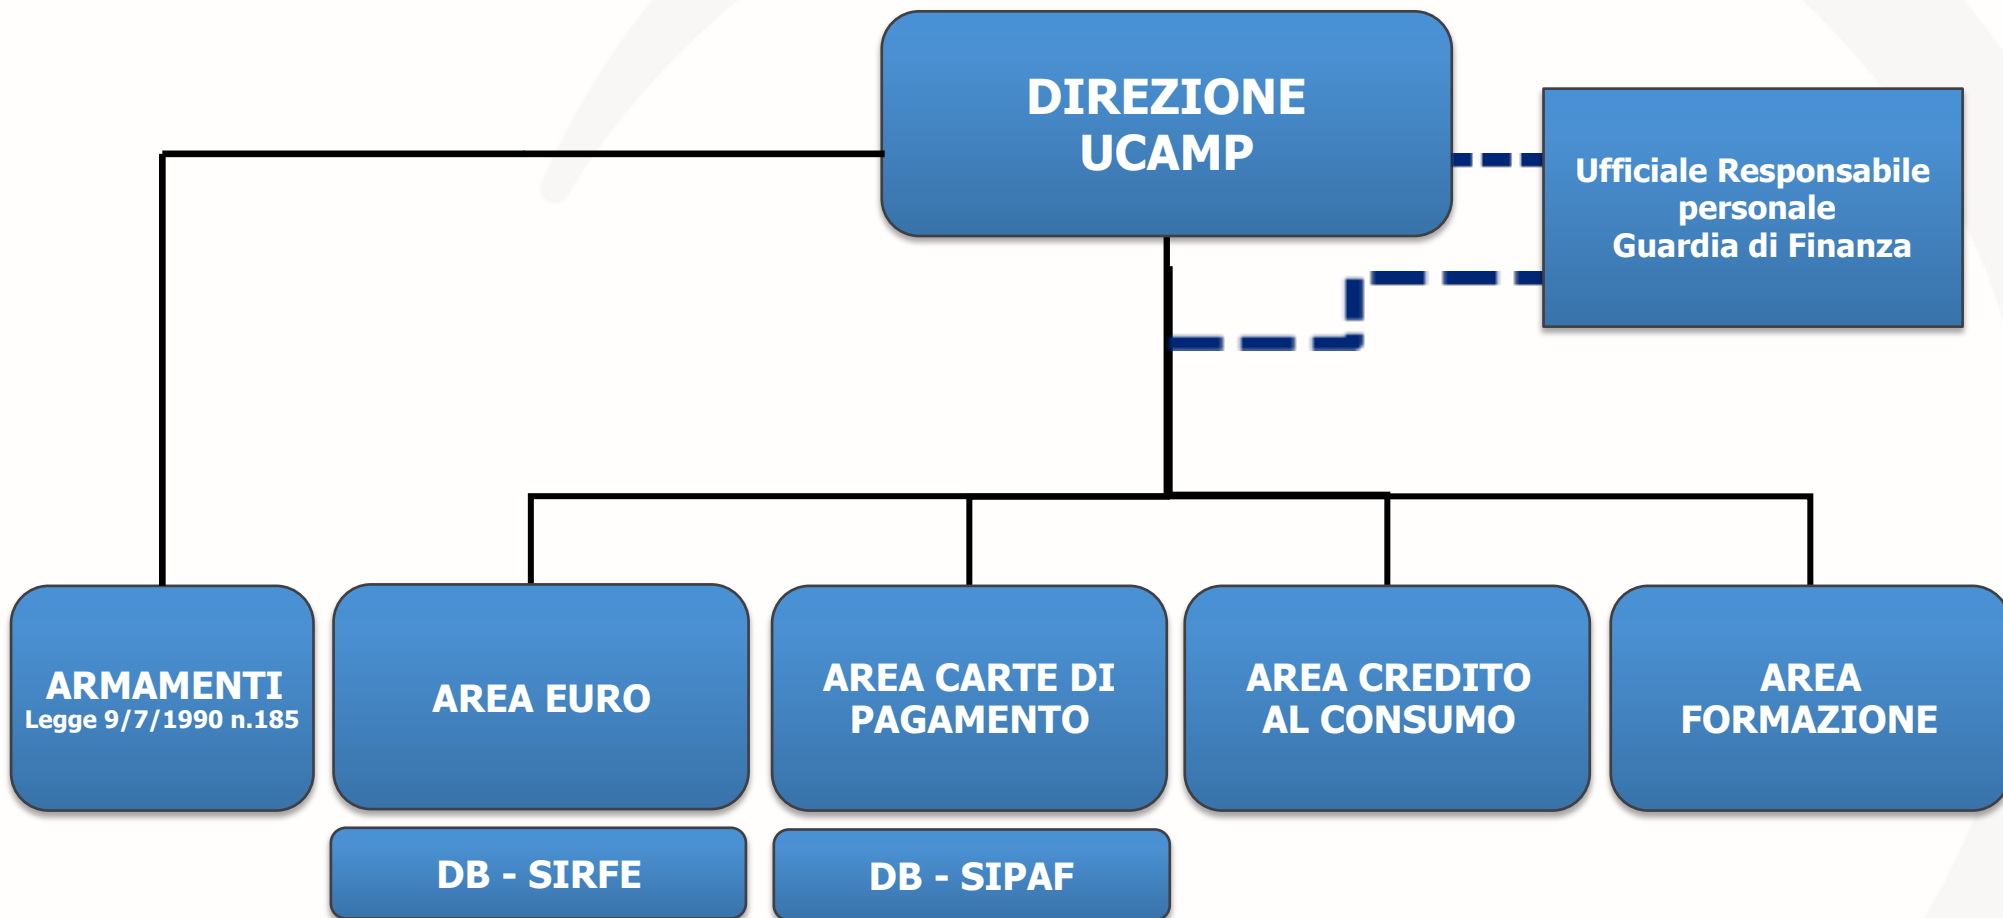 DIREZIONE
UCAMP
Ufficiale Responsabile
personale
Guardia di Finanza
ARMAMENTI
Legge 9/7/1990 n.185
AREA EURO
AREA CARTE DI
PAGAMENTO
AREA CREDITO
AL CONSUMO
AREA
FORMAZIONE
DB - SIRFE
DB - SIPAF